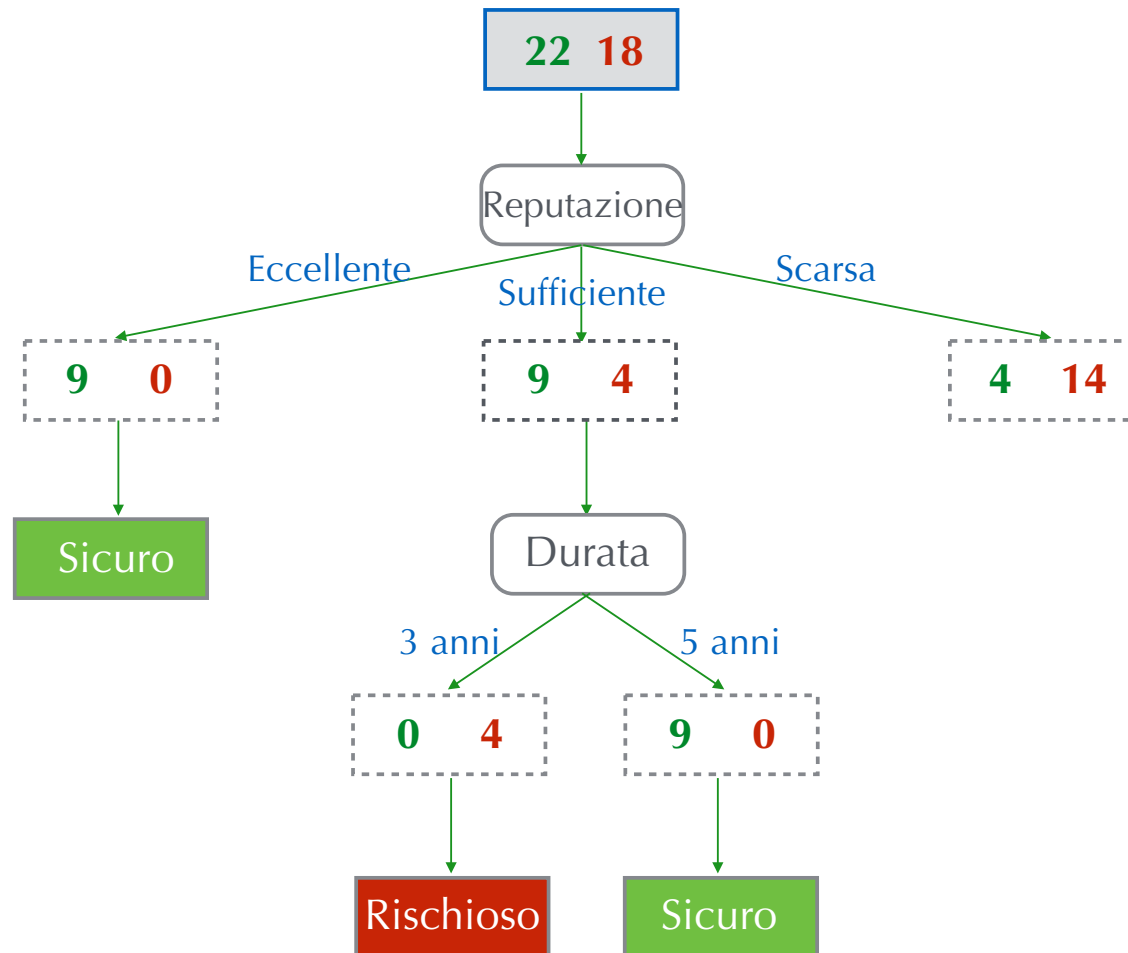 22 18
Reputazione
Eccellente
Sufficiente
Scarsa
9 0
9 4
4 14
Sicuro
Durata
3 anni
5 anni
0 4
9 0
Rischioso
Sicuro